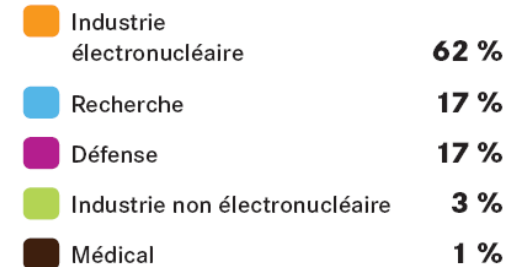 Industrie
électronucléaire 62 %
Recherche 17 %
Défense 17 %
Industrie non électronucléaire 3 %
Médical 1 %